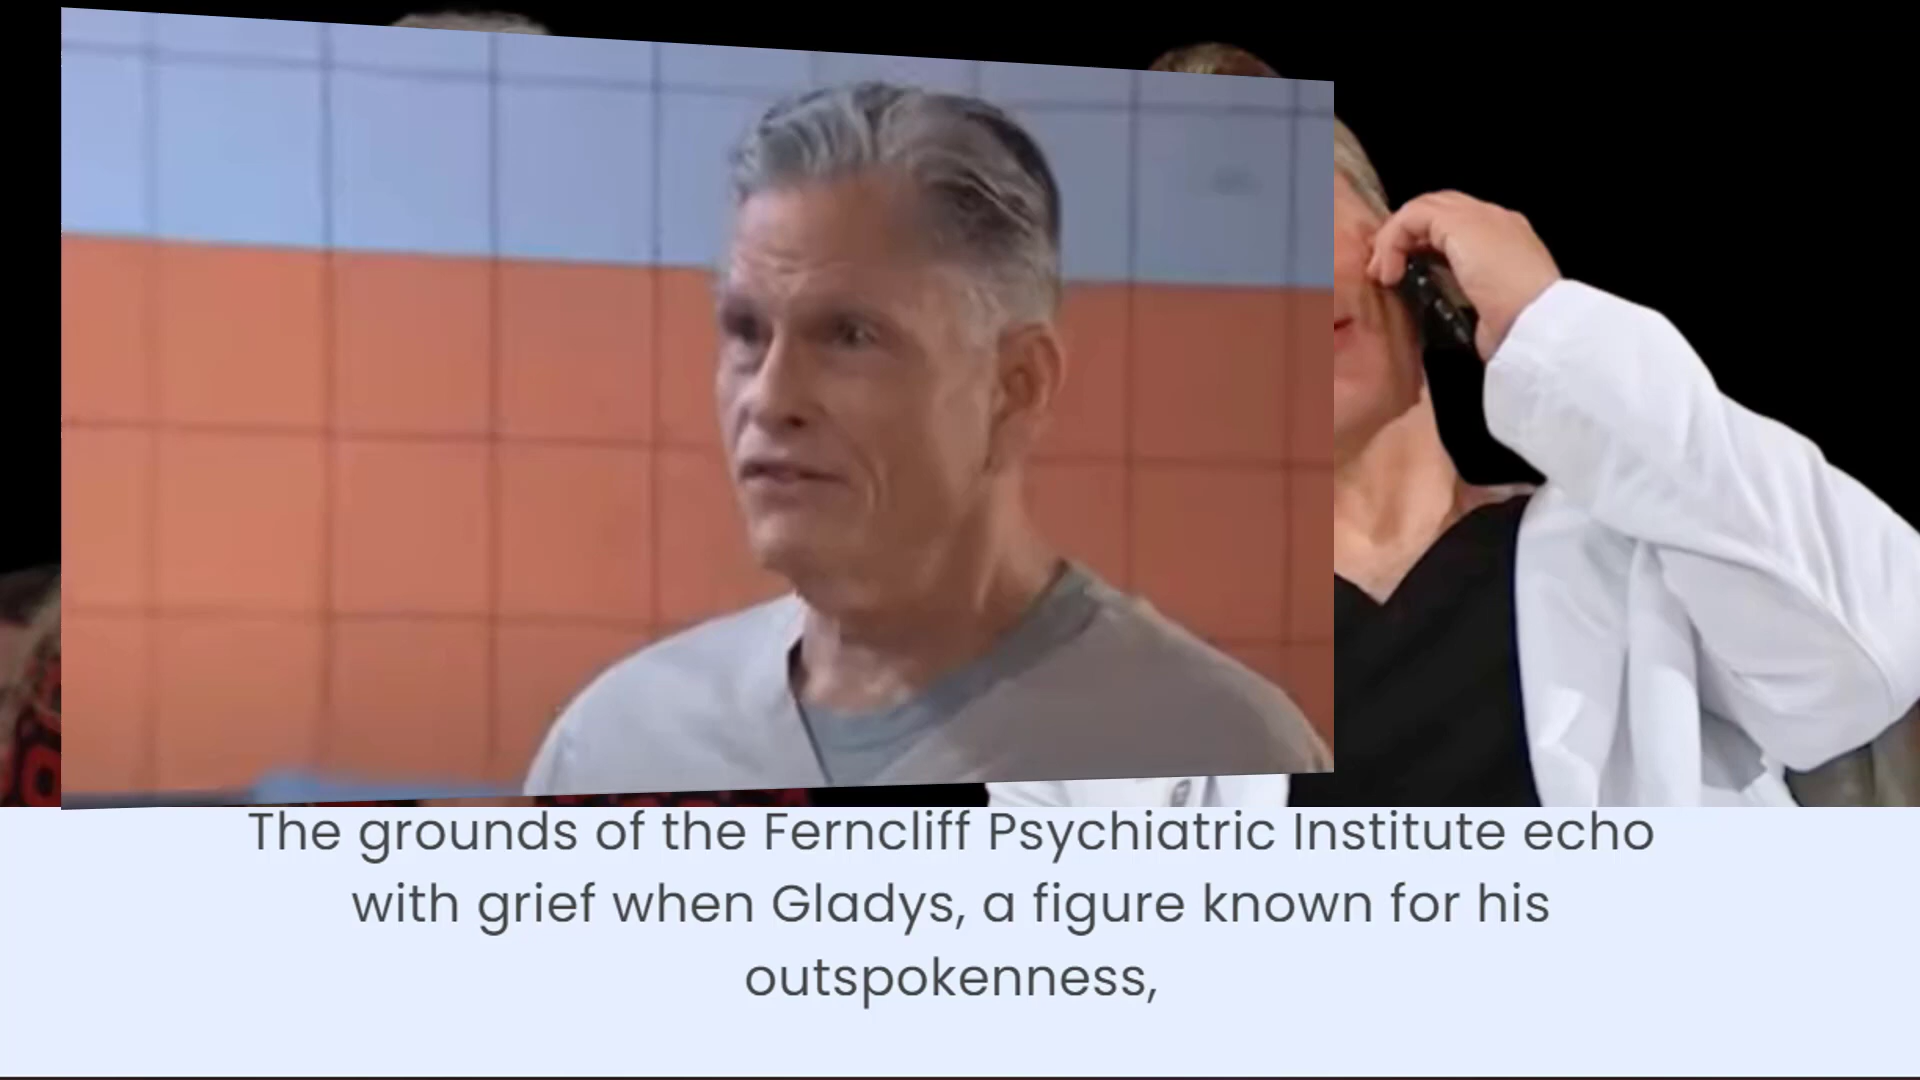 The grounds of the Ferncliff Psychiatric Institute echo
with grief when Gladys, a figure known for his
outspokenness,